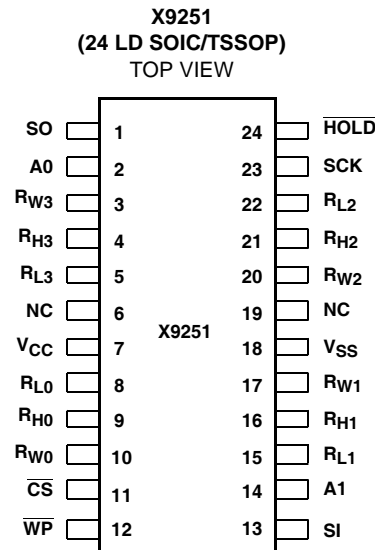 X9251
(24 LD SOIC/TSSOP)
TOP VIEW
SO 1 24 HOLD
A0 2 23 SCK
RW3 3 22 RL2
RH3 4 21 RH2
RL3 5 20 RW2
NC 6 19 NC
X9251
VCC 7 18 VSS
RL0 8 17 RW1
RH0 9 16 RH1
RW0 10 15 RL1
CS 11 14 A1
WP 12 13 SI